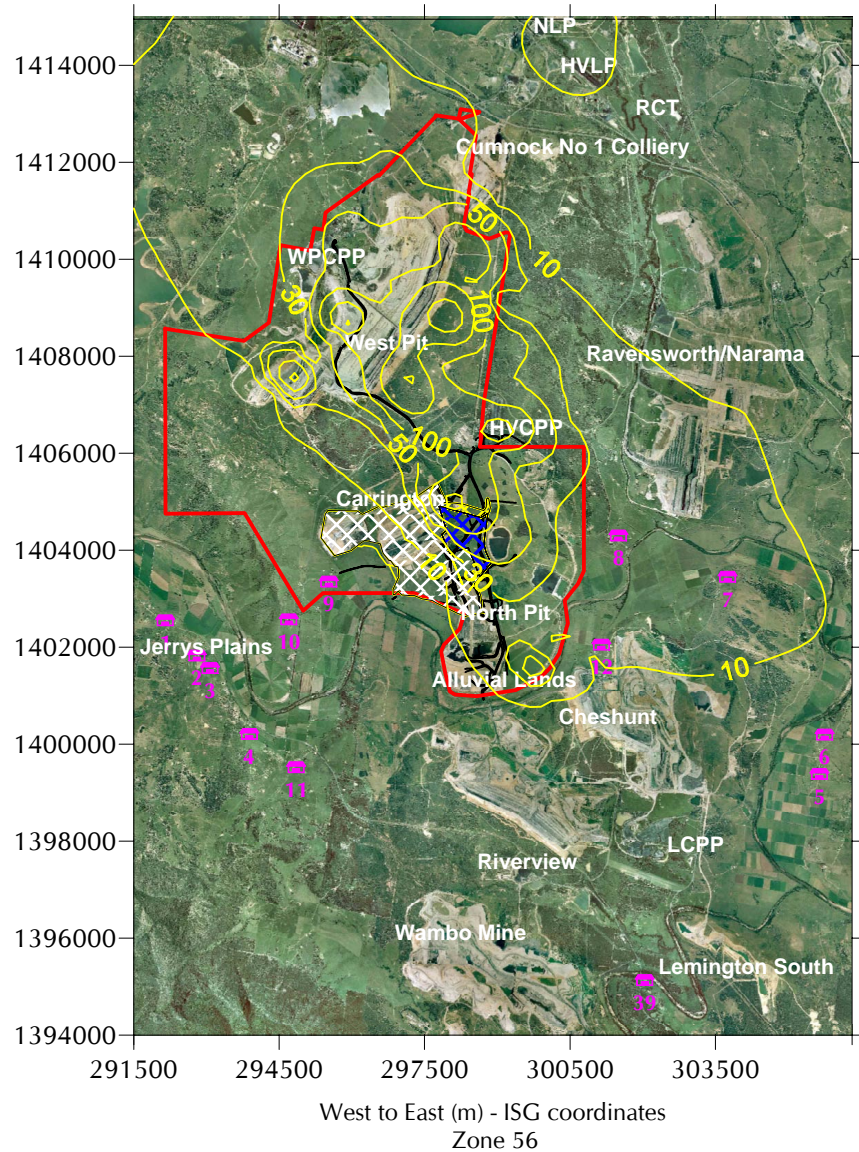 NLP
1414000
HVLP
RCT
1412000
Cumnock No 1 Colliery
50
1410000
WPCPP
10
30
100
1408000
West Pit
Ravensworth/Narama
HVCPP
1406000
100
50
Carrington
1404000
8
10
30
7
9
North Pit
1402000
10
Jerrys Plains
2
3
10
Alluvial Lands
Cheshunt
1400000
4
6
11
5
1398000
LCPP
Riverview
1396000
Wambo Mine
Lemington South
39
1394000
291500 294500 297500 300500 303500
West to East (m) - ISG coordinates
Zone 56